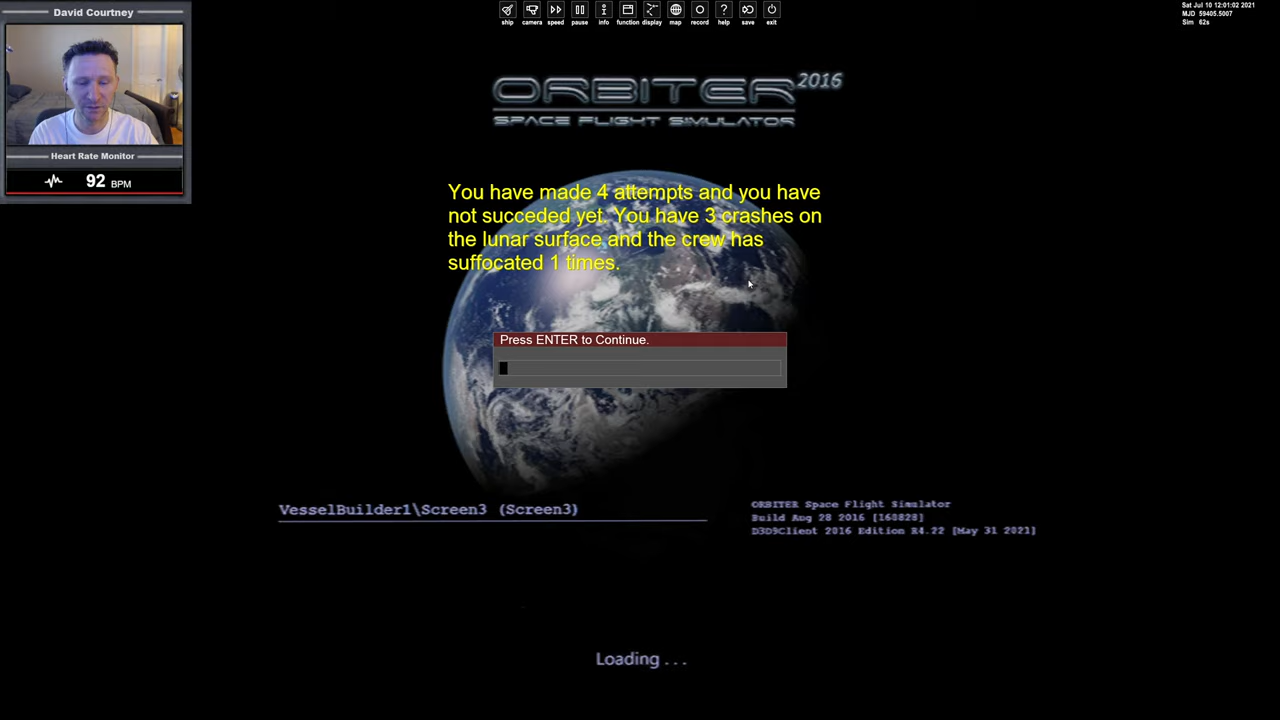 David Courtney
Heart Rate Monitor
92 BPM
ship camera speed pause info function display map record help save exit
Sat Jul 10 12:01:02 2021
MJD 59405.5007
Sim 62s
ORBITER 2016
SPACE FLIGHT SIMULATOR
You have made 4 attempts and you have
not succeded yet. You have 3 crashes on
the lunar surface and the crew has
suffocated 1 times.
Press ENTER to Continue.
VesselBuilder1\Screen3 (Screen3)
ORBITER Space Flight Simulator
Build Aug 28 2016 [160828]
D3D9Client 2016 Edition R4.22 [May 31 2021]
Loading . . .